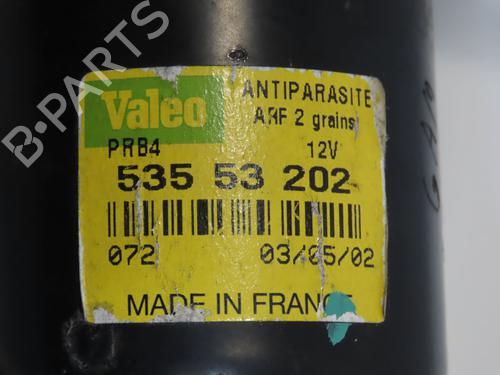 Valeo
ANTIPARASITE
ARF 2 grains
PRB4
12V
535 53 202
072
03/05/02
MADE IN FRANCE
B-PARTS